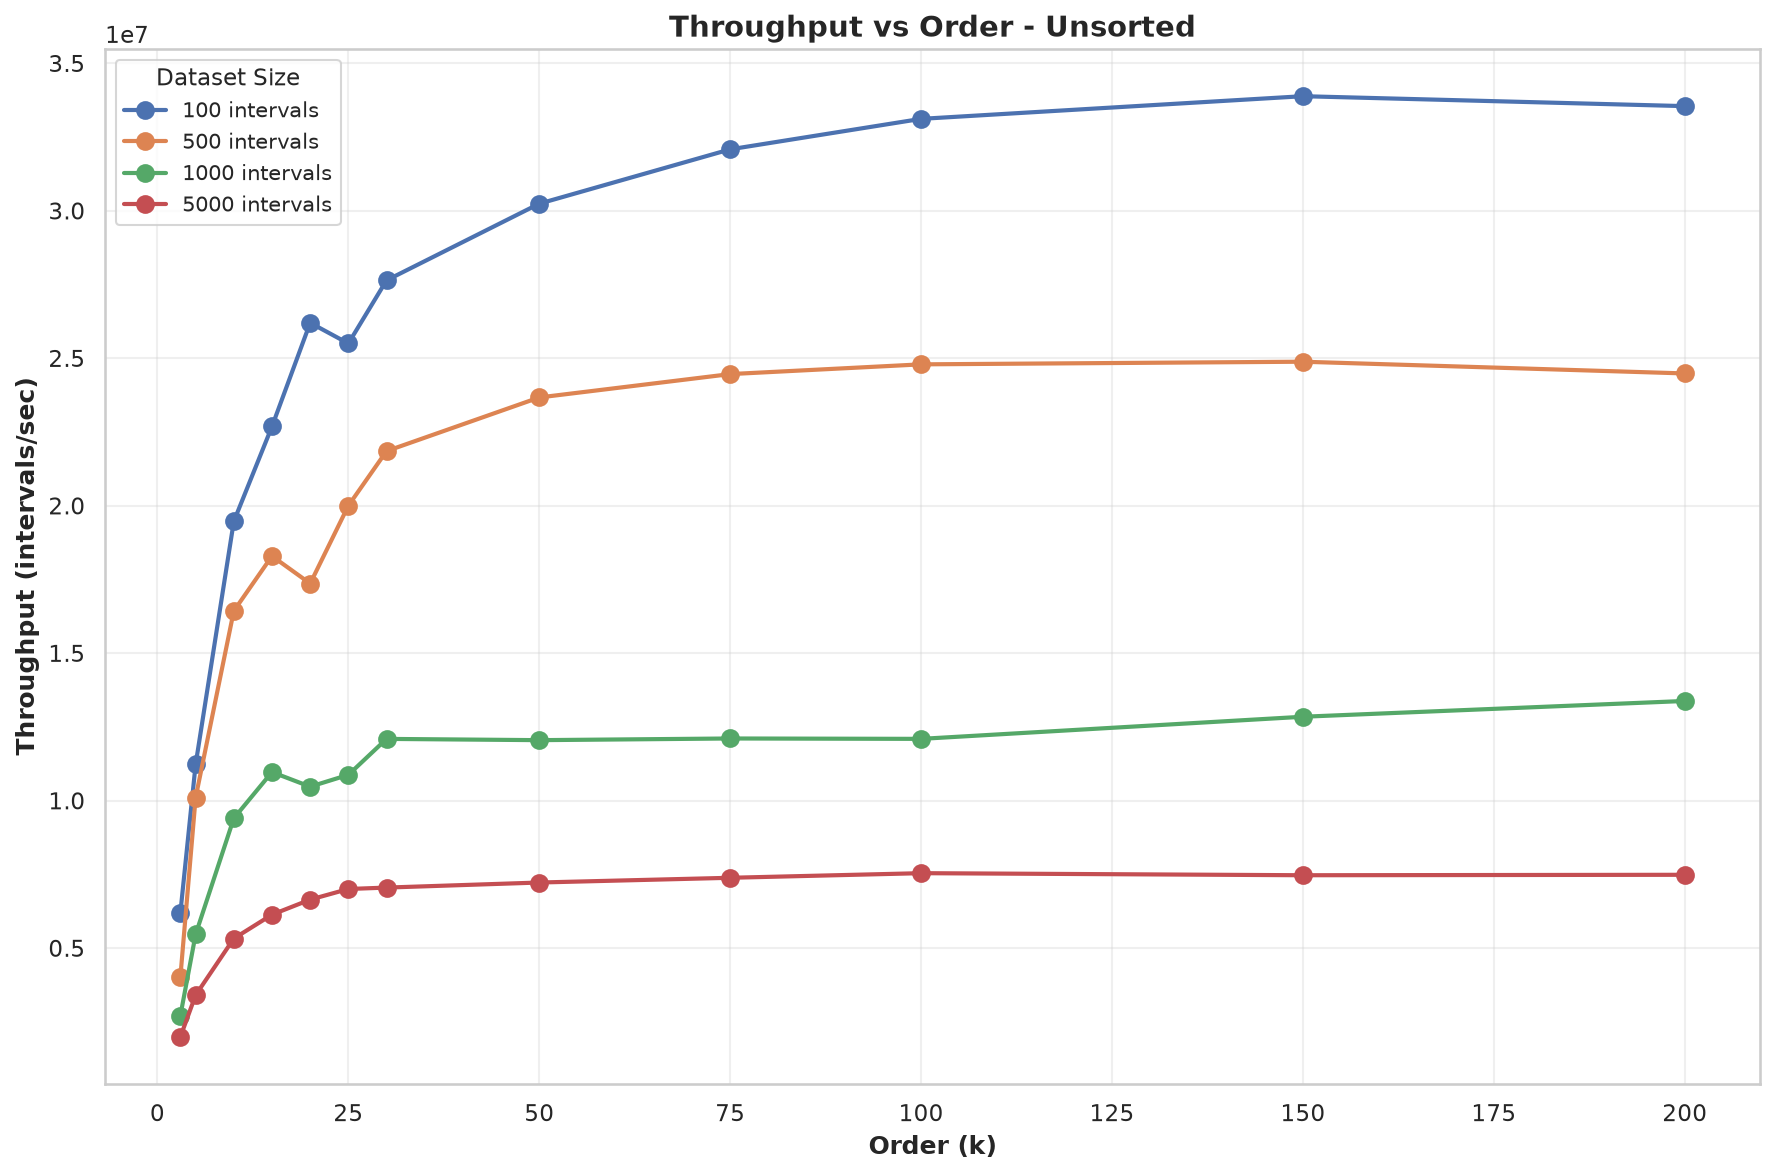 Throughput vs Order - Unsorted
1e7
Dataset Size
100 intervals
500 intervals
1000 intervals
5000 intervals
3.5
3.0
2.5
2.0
1.5
1.0
0.5
Throughput (intervals/sec)
0 25 50 75 100 125 150 175 200
Order (k)